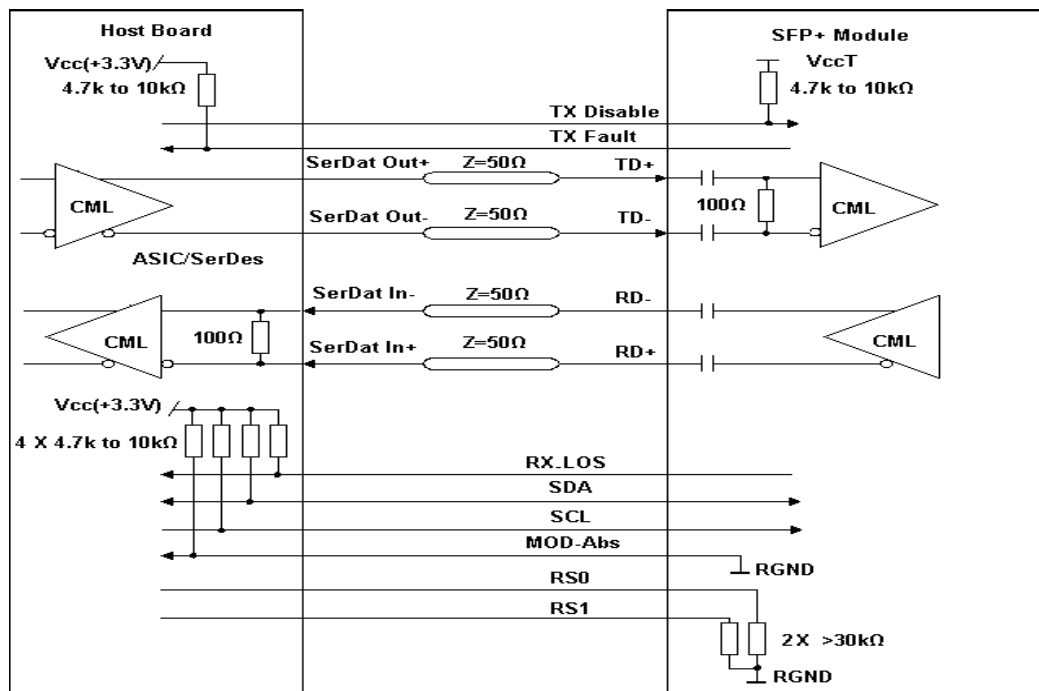 Host Board
SFP+ Module
Vcc(+3.3V)
4.7k to 10kΩ
VccT
4.7k to 10kΩ
TX Disable
TX Fault
SerDat Out+
Z=50Ω
TD+
CML
100Ω
CML
SerDat Out-
Z=50Ω
TD-
ASIC/SerDes
SerDat In-
Z=50Ω
RD-
CML
100Ω
CML
SerDat In+
Z=50Ω
RD+
Vcc(+3.3V)
4 X 4.7k to 10kΩ
RX_LOS
SDA
SCL
MOD-Abs
RGND
RS0
RS1
2X >30kΩ
RGND